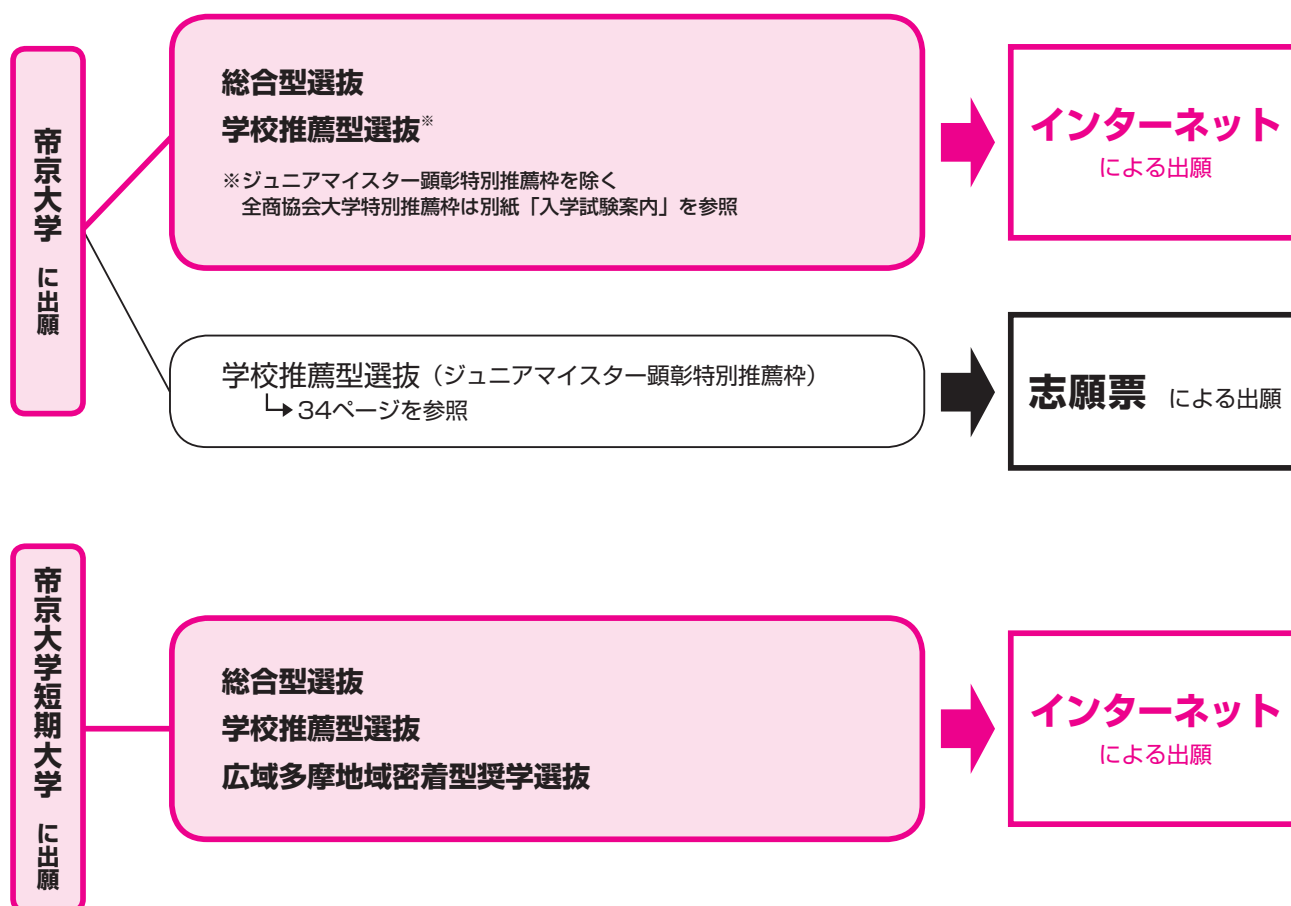 帝京大学 に出願
総合型選抜
学校推薦型選抜※
※ジュニアマイスター顕彰特別推薦枠を除く
全商協会大学特別推薦枠は別紙「入学試験案内」を参照
インターネット
による出願
学校推薦型選抜（ジュニアマイスター顕彰特別推薦枠）
34ページを参照
志願票 による出願
帝京大学短期大学 に出願
総合型選抜
学校推薦型選抜
広域多摩地域密着型奨学選抜
インターネット
による出願